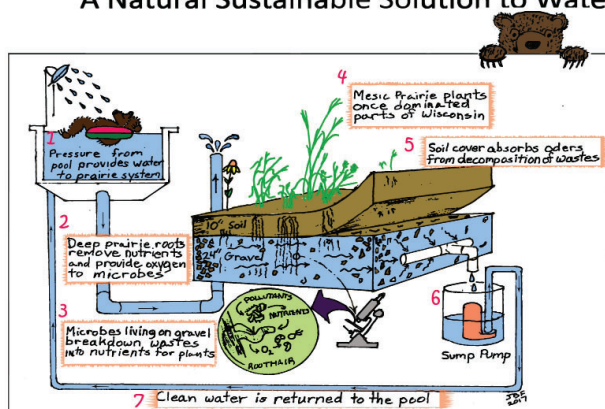 A Natural Sustainable Solution to Wate
1
Pressure from
pool provides water
to prairie system
2
Deep prairie roots
remove nutrients
and provide oxygen
to microbes
3
Microbes living on gravel
breakdown wastes
into nutrients for plants
4
Mesic Prairie plants
once dominated
parts of Wisconsin
5
Soil cover absorbs oders
from decomposition of wastes
10" Soil
24" Gravel
POLLUTANTS
NUTRIENTS
O2
ROOTHAIR
6
Sump Pump
7 Clean water is returned to the pool
2017